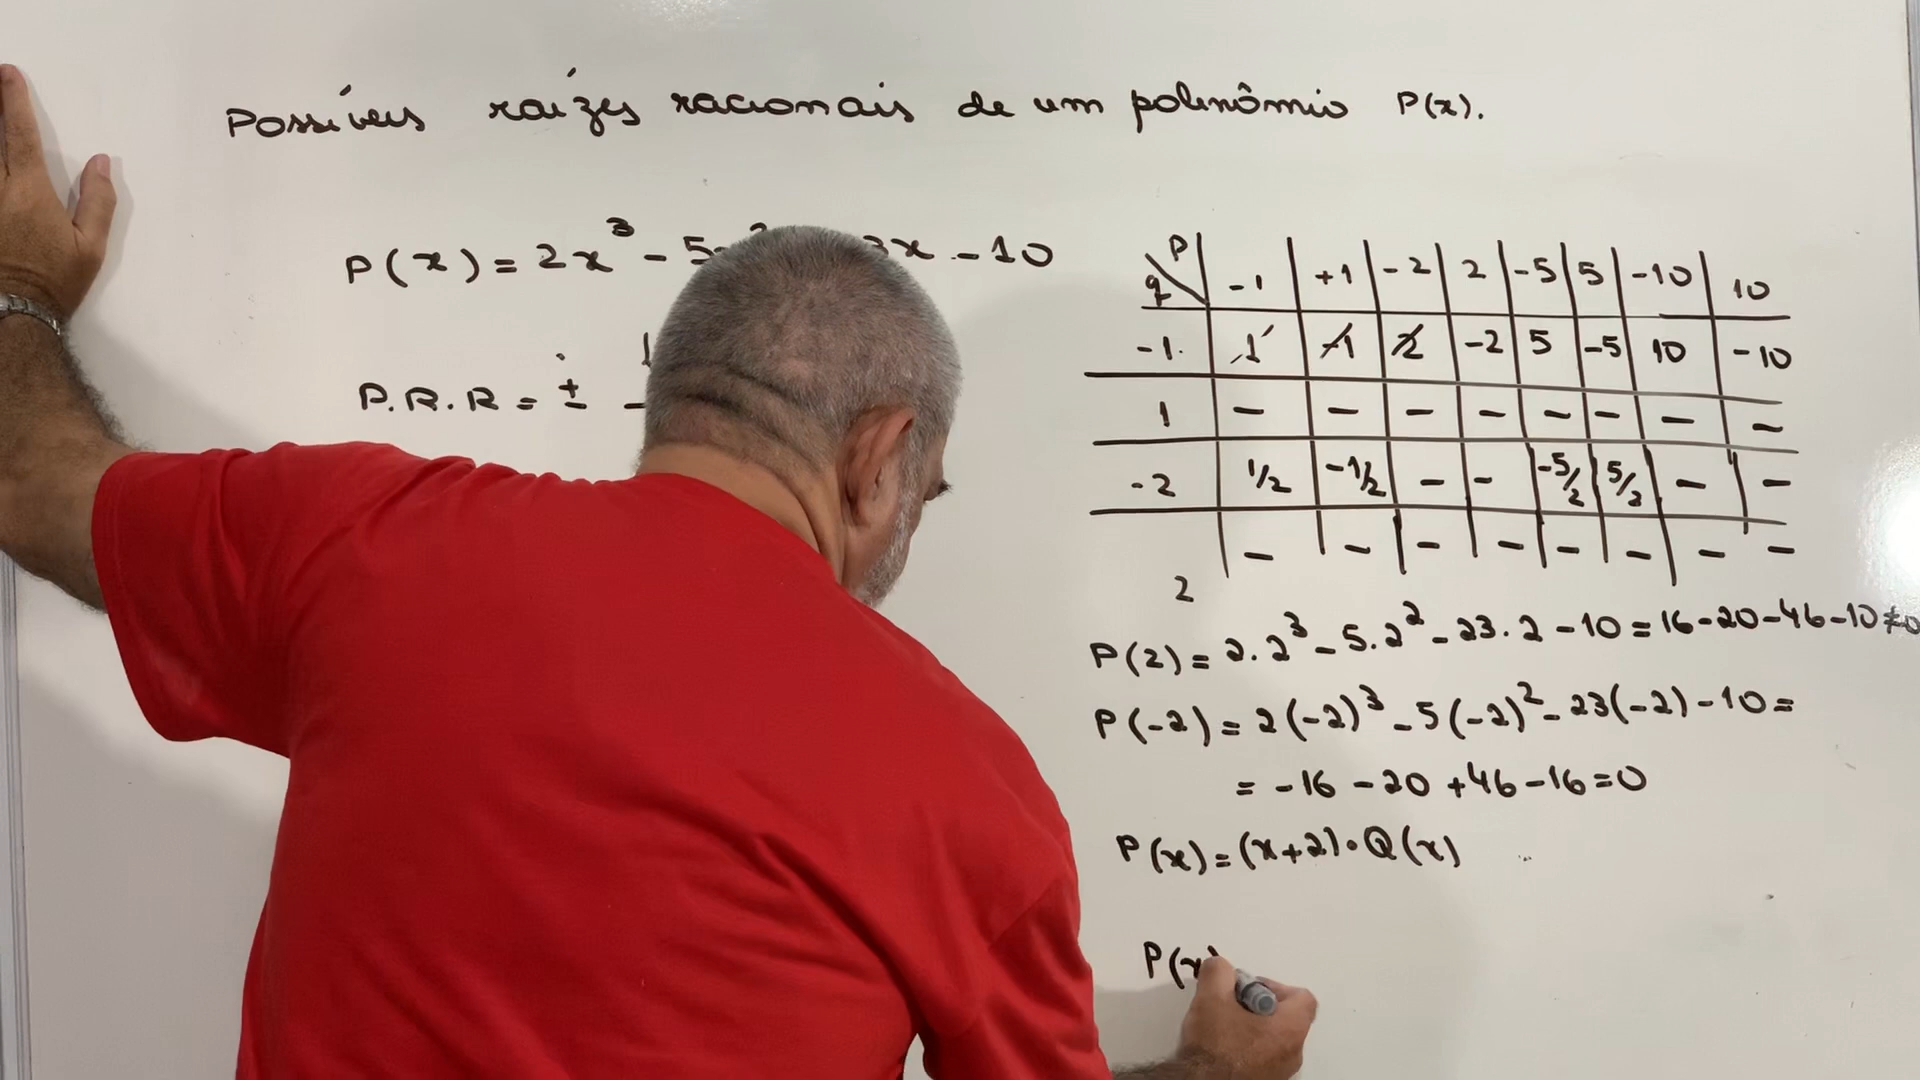 Possíveis raízes racionais de um polinômio P(x).
P(x) = 2x³ - 5 3x - 10
P.R.R = ±
P
q -1 +1 -2 2 -5 5 -10 10
-1 1 -1 2 -2 5 -5 10 -10
1 - - - - - - - -
-2 1/2 -1/2 - - -5/2 5/2 - -
2 - - - - - - - -
P(2) = 2.2³ - 5.2² - 23.2 - 10 = 16 - 20 - 46 - 10 ≠ 0
P(-2) = 2(-2)³ - 5(-2)² - 23(-2) - 10 =
= -16 - 20 + 46 - 16 = 0
P(x) = (x+2)•Q(x)
P(x)